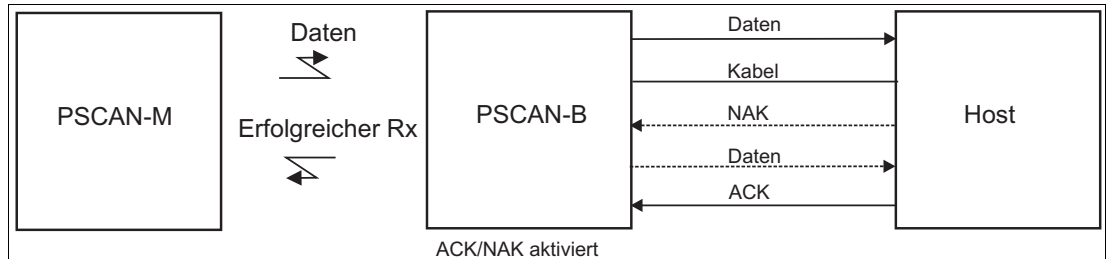 Daten
Daten
Kabel
PSCAN-M
PSCAN-B
NAK
Host
Erfolgreicher Rx
Daten
ACK
ACK/NAK aktiviert